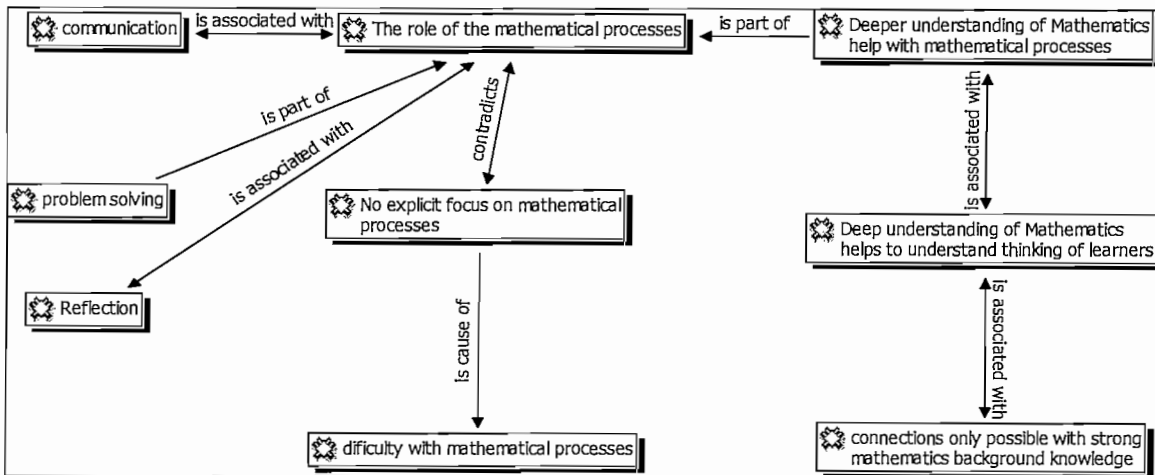 communication
is associated with
The role of the mathematical processes
is part of
Deeper understanding of Mathematics
help with mathematical processes
is part of
is associated with
contradicts
is associated with
problem solving
No explicit focus on mathematical
processes
Deep understanding of Mathematics
helps to understand thinking of learners
Reflection
is cause of
is associated with
dificulty with mathematical processes
connections only possible with strong
mathematics background knowledge